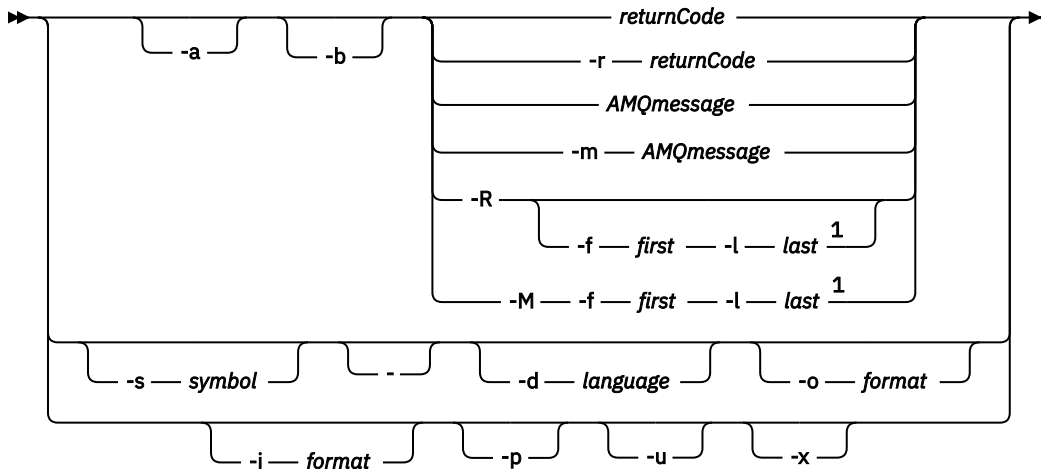 returnCode
-a -b
-r returnCode
AMQmessage
-m AMQmessage
-R
-f first -l last 1
-M -f first -l last 1
-s symbol - -d language -o format
-i format -p -u -x